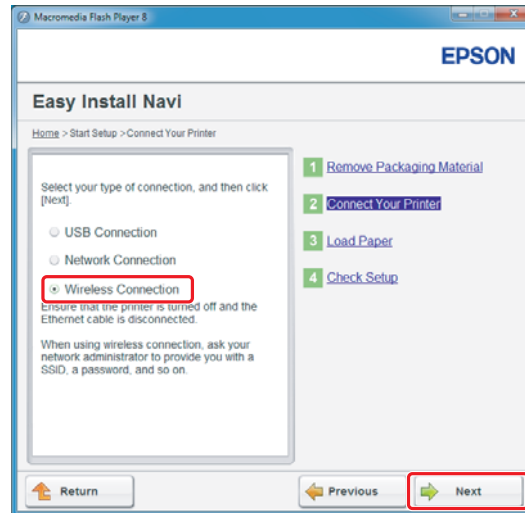 Macromedia Flash Player 8
EPSON
Easy Install Navi
Home > Start Setup >Connect Your Printer
Select your type of connection, and then click
[Next].
USB Connection
Network Connection
Wireless Connection
Ensure that the printer is turned off and the
Ethernet cable is disconnected.
When using wireless connection, ask your
network administrator to provide you with a
SSID, a password, and so on.
1 Remove Packaging Material
2 Connect Your Printer
3 Load Paper
4 Check Setup
Return
Previous
Next